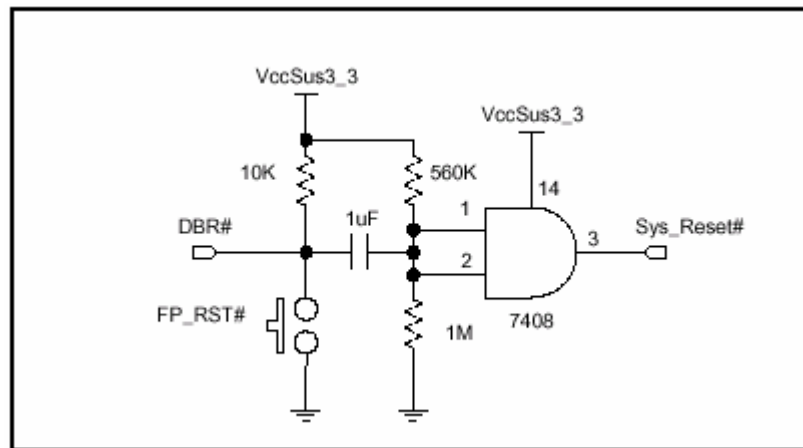 VccSus3_3
VccSus3_3
10K
560K
14
1uF
1
DBR#
3
Sys_Reset#
2
FP_RST#
1M
7408